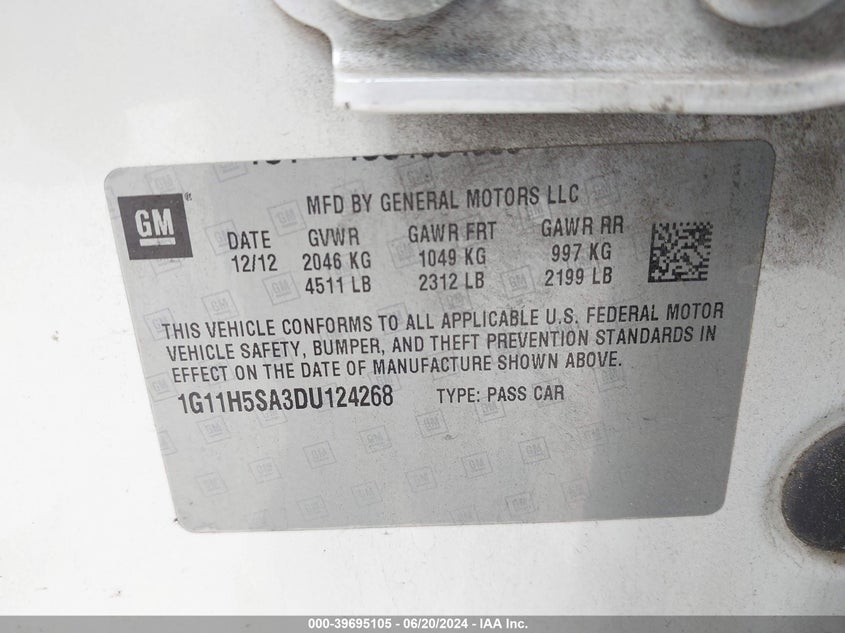 GM
®
MFD BY GENERAL MOTORS LLC
DATE GVWR GAWR FRT GAWR RR
12/12 2046 KG 1049 KG 997 KG
4511 LB 2312 LB 2199 LB
THIS VEHICLE CONFORMS TO ALL APPLICABLE U.S. FEDERAL MOTOR
VEHICLE SAFETY, BUMPER, AND THEFT PREVENTION STANDARDS IN
EFFECT ON THE DATE OF MANUFACTURE SHOWN ABOVE.
1G11H5SA3DU124268 TYPE: PASS CAR
000-39695105 - 06/20/2024 - IAA Inc.